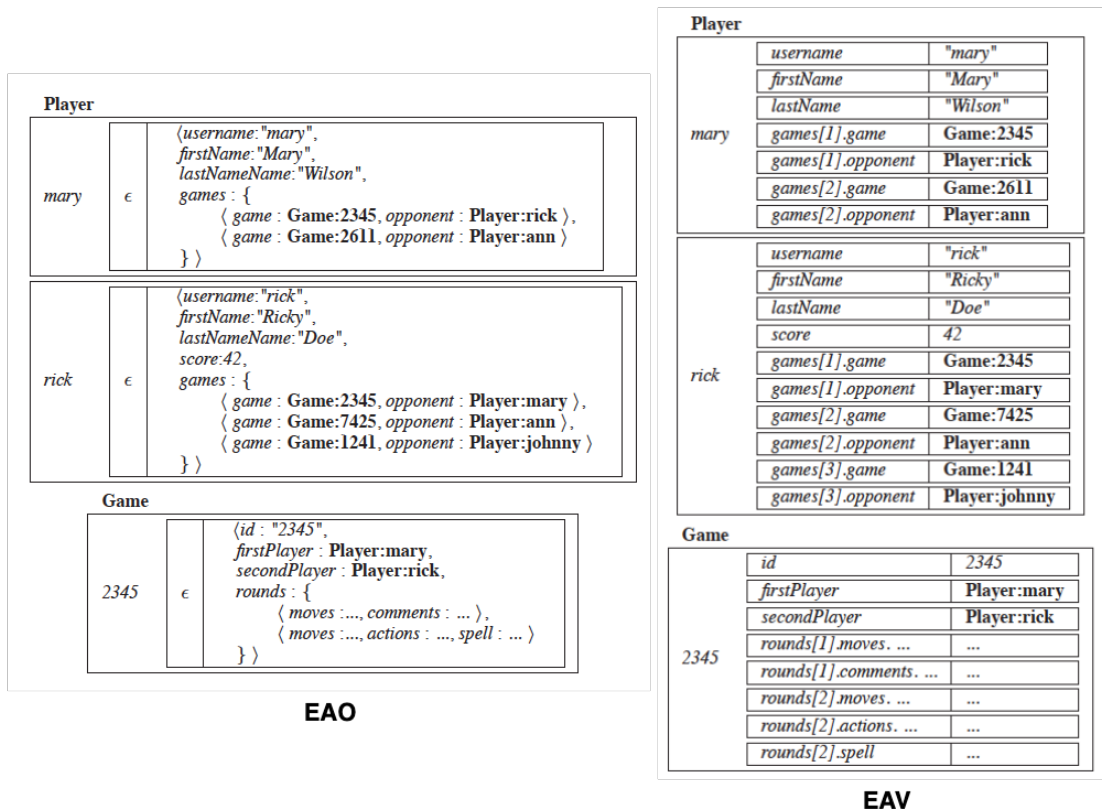 Player
mary
ϵ
⟨username:"mary",
firstName:"Mary",
lastNameName:"Wilson",
games : {
⟨ game : Game:2345, opponent : Player:rick ⟩,
⟨ game : Game:2611, opponent : Player:ann ⟩
} ⟩
rick
ϵ
⟨username:"rick",
firstName:"Ricky",
lastNameName:"Doe",
score:42,
games : {
⟨ game : Game:2345, opponent : Player:mary ⟩,
⟨ game : Game:7425, opponent : Player:ann ⟩,
⟨ game : Game:1241, opponent : Player:johnny ⟩
} ⟩
Game
2345
ϵ
⟨id : "2345",
firstPlayer : Player:mary,
secondPlayer : Player:rick,
rounds : {
⟨ moves :..., comments : ... ⟩,
⟨ moves :..., actions : ..., spell : ... ⟩
} ⟩
EAO
Player
mary
username "mary"
firstName "Mary"
lastName "Wilson"
games[1].game Game:2345
games[1].opponent Player:rick
games[2].game Game:2611
games[2].opponent Player:ann
rick
username "rick"
firstName "Ricky"
lastName "Doe"
score 42
games[1].game Game:2345
games[1].opponent Player:mary
games[2].game Game:7425
games[2].opponent Player:ann
games[3].game Game:1241
games[3].opponent Player:johnny
Game
2345
id 2345
firstPlayer Player:mary
secondPlayer Player:rick
rounds[1].moves. ... ...
rounds[1].comments. ... ...
rounds[2].moves. ... ...
rounds[2].actions. ... ...
rounds[2].spell ...
EAV